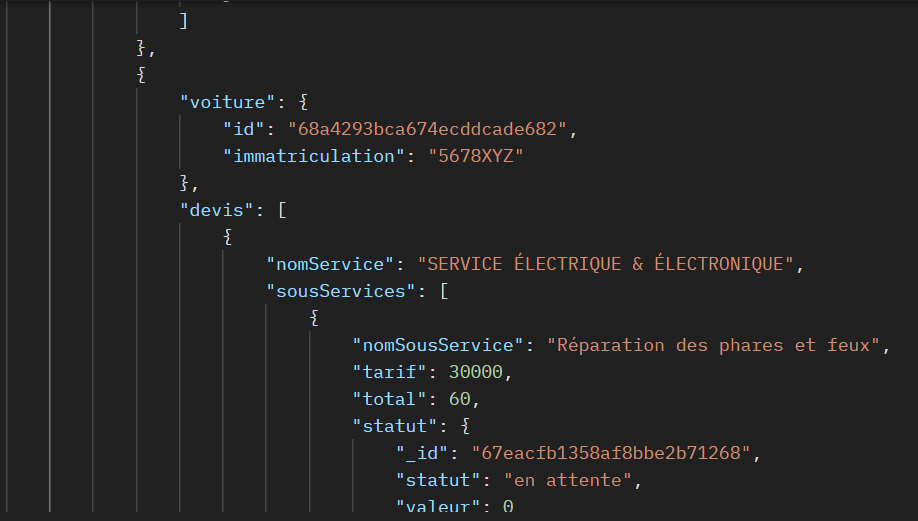 ]
},
{
"voiture": {
"id": "68a4293bca674ecddcade682",
"immatriculation": "5678XYZ"
},
"devis": [
{
"nomService": "SERVICE ÉLECTRIQUE & ÉLECTRONIQUE",
"sousServices": [
{
"nomSousService": "Réparation des phares et feux",
"tarif": 30000,
"total": 60,
"statut": {
"_id": "67eacfb1358af8bbe2b71268",
"statut": "en attente",
"valeur": 0